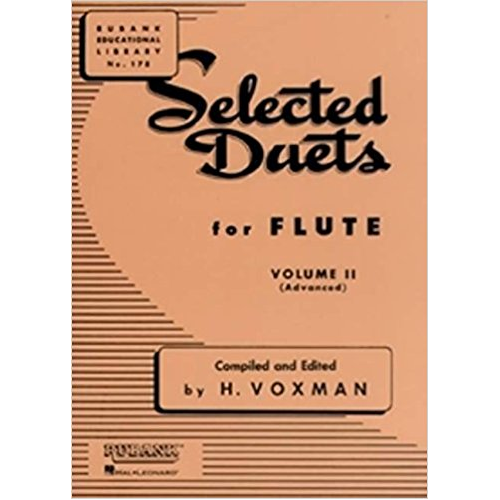 RUBANK
EDUCATIONAL
LIBRARY
No. 178
Selected
Duets
for FLUTE
VOLUME II
(Advanced)
Compiled and Edited
by H. VOXMAN
RUBANK
HAL•LEONARD